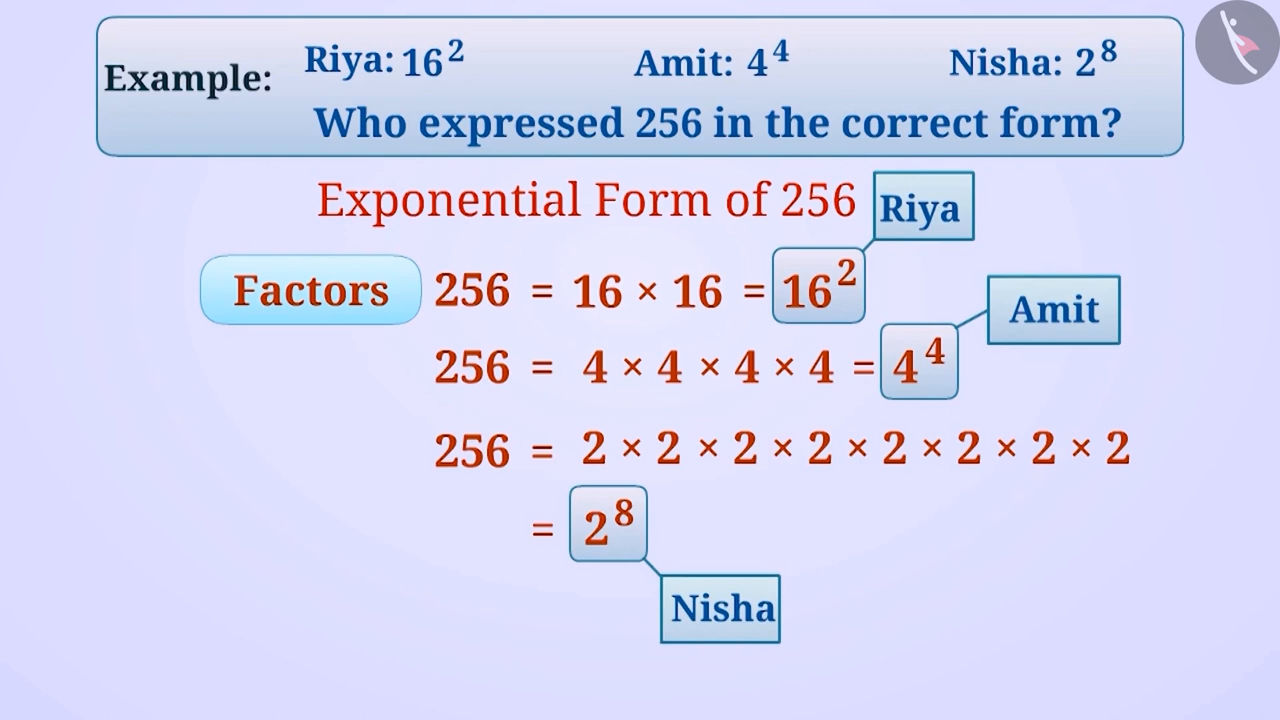 Example: Riya: 16² Amit: 4⁴ Nisha: 2⁸
Who expressed 256 in the correct form?
Exponential Form of 256 Riya
Factors 256 = 16 × 16 = 16²
Amit
256 = 4 × 4 × 4 × 4 = 4⁴
256 = 2 × 2 × 2 × 2 × 2 × 2 × 2 × 2
= 2⁸
Nisha